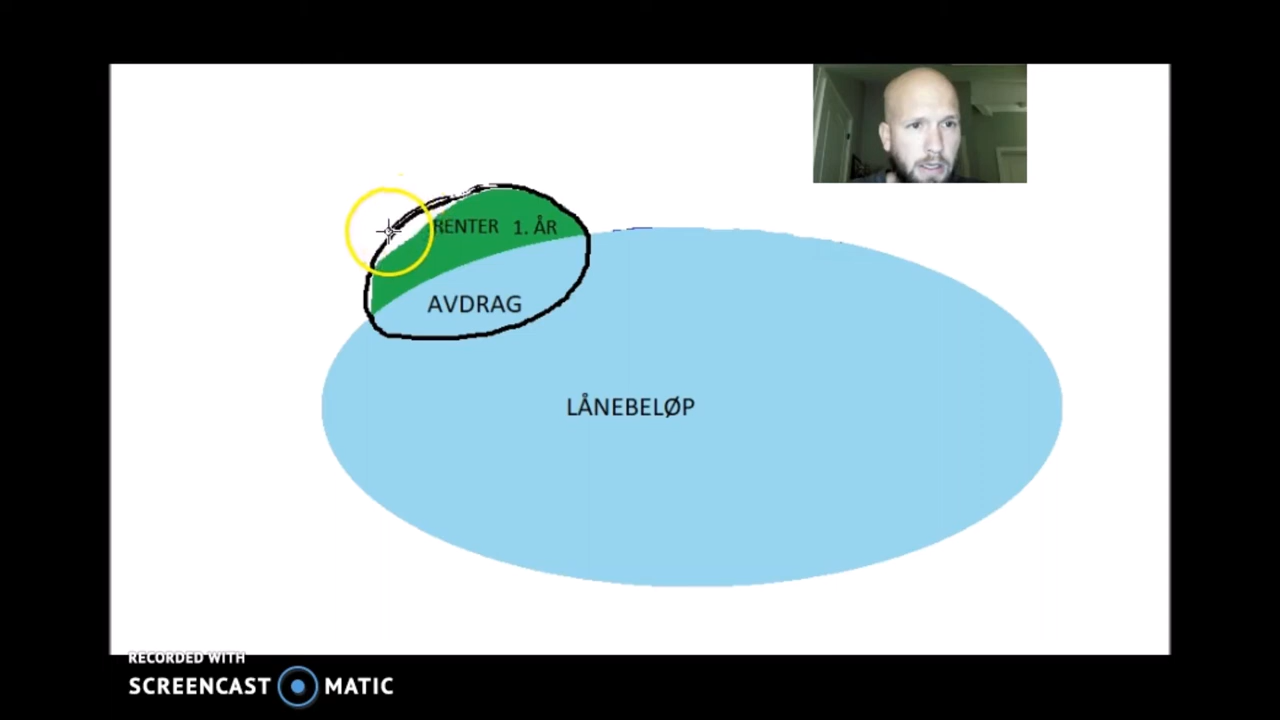 RENTER 1. ÅR
AVDRAG
LÅNEBELØP
RECORDED WITH
SCREENCAST MATIC